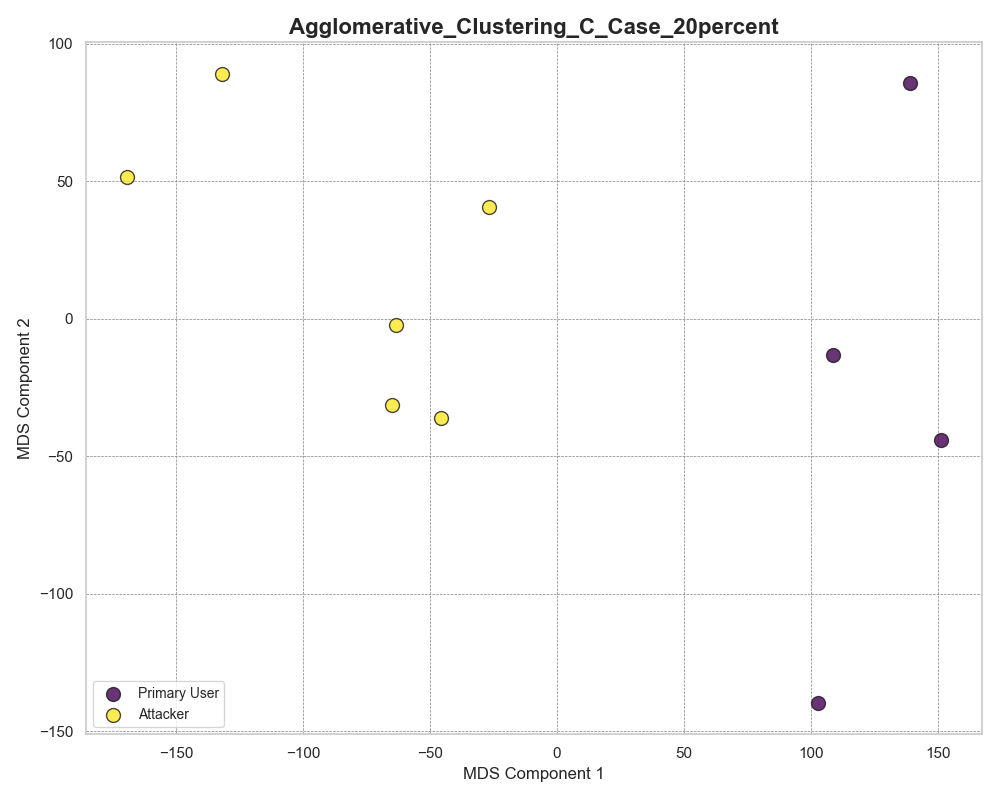 Agglomerative_Clustering_C_Case_20percent
100
50
0
−50
−100
−150
MDS Component 2
Primary User
Attacker
−150
−100
−50
0
50
100
150
MDS Component 1